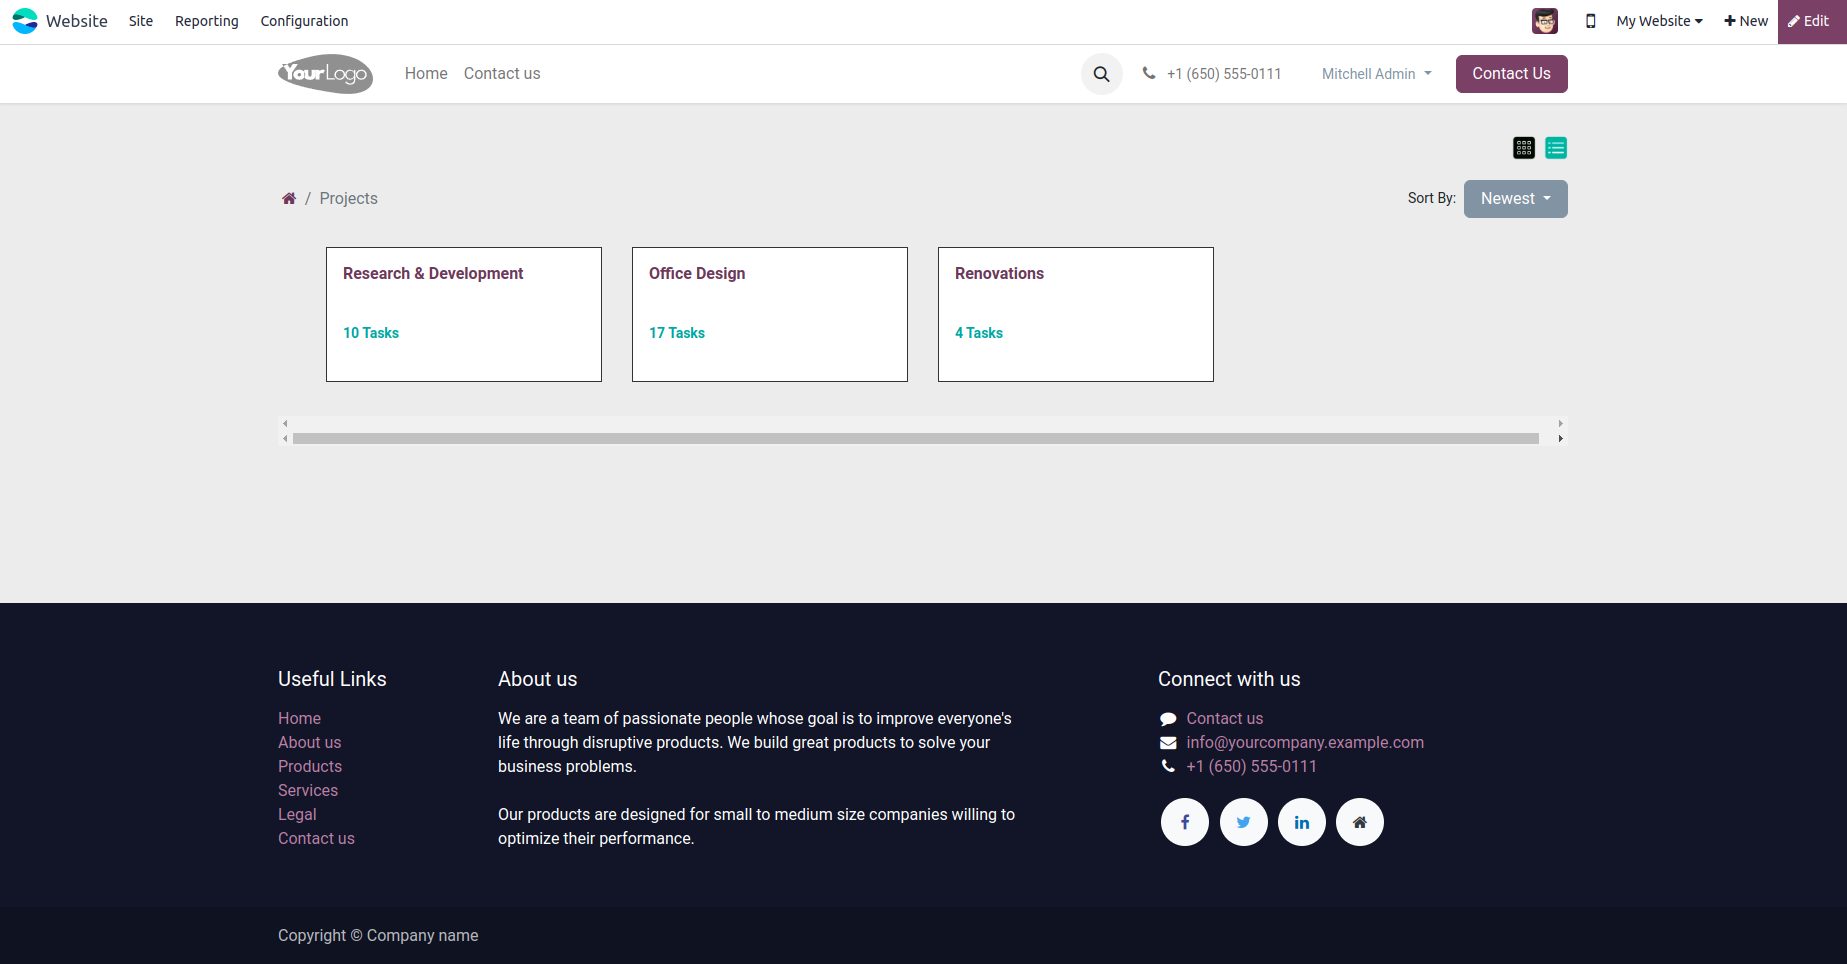 Website Site Reporting Configuration My Website New Edit
YourLogo Home Contact us +1 (650) 555-0111 Mitchell Admin Contact Us
/ Projects Sort By: Newest
Research & Development Office Design Renovations
10 Tasks 17 Tasks 4 Tasks
Useful Links About us Connect with us
Home We are a team of passionate people whose goal is to improve everyone's Contact us
About us life through disruptive products. We build great products to solve your info@yourcompany.example.com
Products business problems. +1 (650) 555-0111
Services
Legal Our products are designed for small to medium size companies willing to
Contact us optimize their performance.
Copyright © Company name